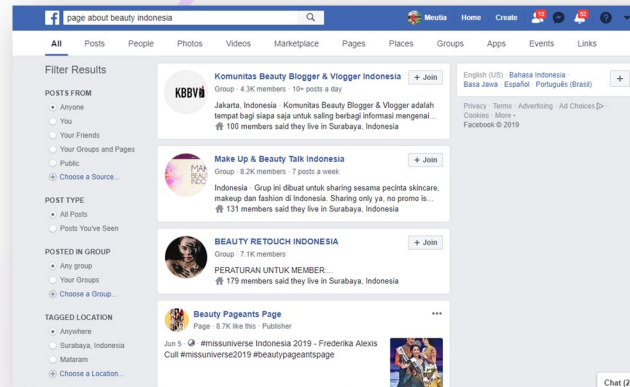 page about beauty indonesia
Meutia Home Create 13 52
All Posts People Photos Videos Marketplace Pages Places Groups Apps Events Links
Filter Results
POSTS FROM
Anyone
You
Your Friends
Your Groups and Pages
Public
Choose a Source...
POST TYPE
All Posts
Posts You've Seen
POSTED IN GROUP
Any group
Your Groups
Choose a Group...
TAGGED LOCATION
Anywhere
Surabaya, Indonesia
Mataram
Choose a Location...
KBBV
Komunitas Beauty Blogger & Vlogger Indonesia
+ Join
Group · 4.3K members · 10+ posts a day
Jakarta, Indonesia · Komunitas Beauty Blogger & Vlogger adalah
tempat bagi siapa saja untuk saling berbagi informasi mengenai...
100 members said they live in Surabaya, Indonesia
Make Up & Beauty Talk Indonesia
+ Join
Group · 8.2K members · 7 posts a week
Indonesia · Grup ini dibuat untuk sharing sesama pecinta skincare,
makeup dan fashion di Indonesia. Sharing only ya, no promo is...
131 members said they live in Surabaya, Indonesia
BEAUTY RETOUCH INDONESIA
+ Join
Group · 7.1K members
PERATURAN UNTUK MEMBER:...
179 members said they live in Surabaya, Indonesia
Beauty Pageants Page
Page · 8.7K like this · Publisher
Jun 5 · #missuniverse Indonesia 2019 - Frederika Alexis
Cull #missuniverse2019 #beautypageantspage
English (US) · Bahasa Indonesia ·
Basa Jawa · Español · Português (Brasil)
Privacy · Terms · Advertising · Ad Choices ·
Cookies · More
Facebook © 2019
Chat (2